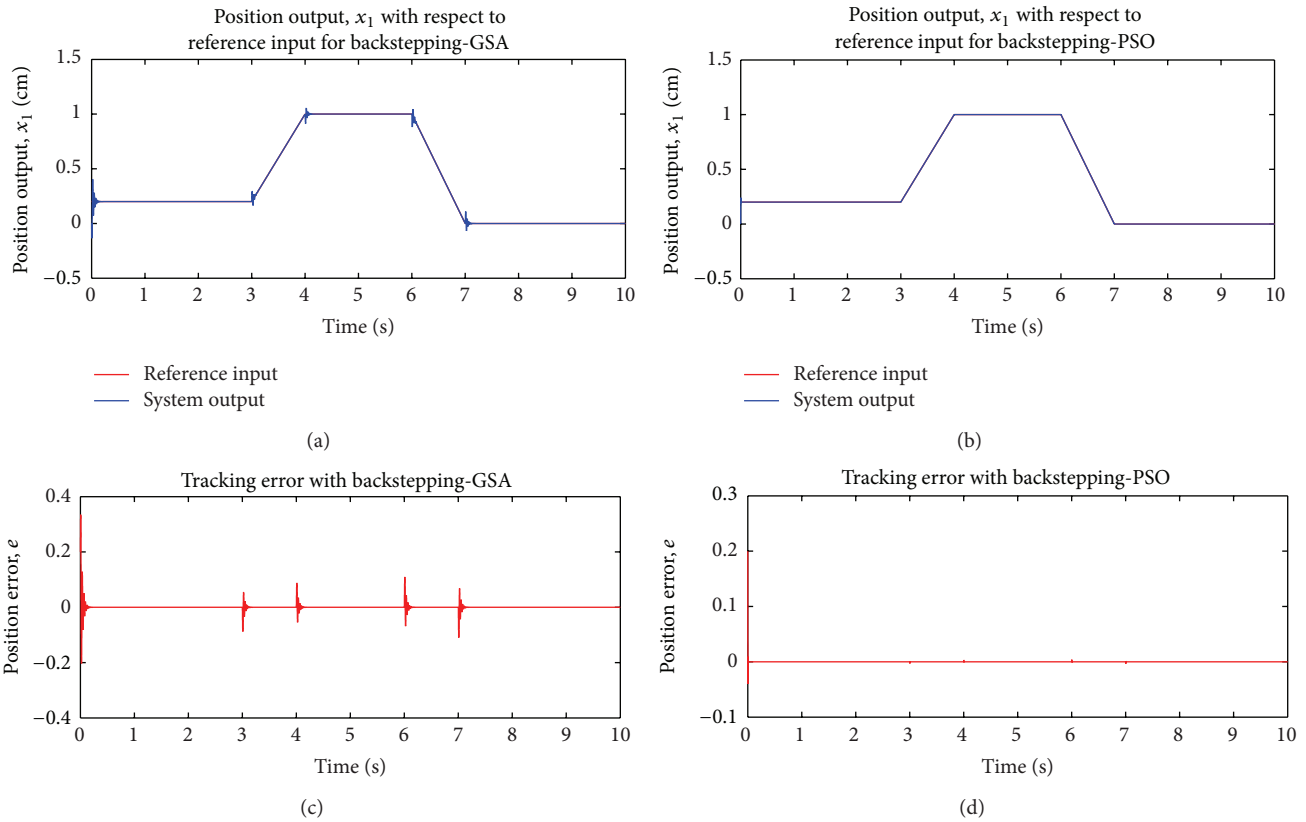 Position output, x₁ with respect to
reference input for backstepping-GSA
1.5
1
0.5
0
−0.5
Position output, x₁ (cm)
0 1 2 3 4 5 6 7 8 9 10
Time (s)
Reference input
System output
(a)
Position output, x₁ with respect to
reference input for backstepping-PSO
1.5
1
0.5
0
−0.5
Position output, x₁ (cm)
0 1 2 3 4 5 6 7 8 9 10
Time (s)
Reference input
System output
(b)
Tracking error with backstepping-GSA
0.4
0.2
0
−0.2
−0.4
Position error, e
0 1 2 3 4 5 6 7 8 9 10
Time (s)
(c)
Tracking error with backstepping-PSO
0.3
0.2
0.1
0
−0.1
Position error, e
0 1 2 3 4 5 6 7 8 9 10
Time (s)
(d)